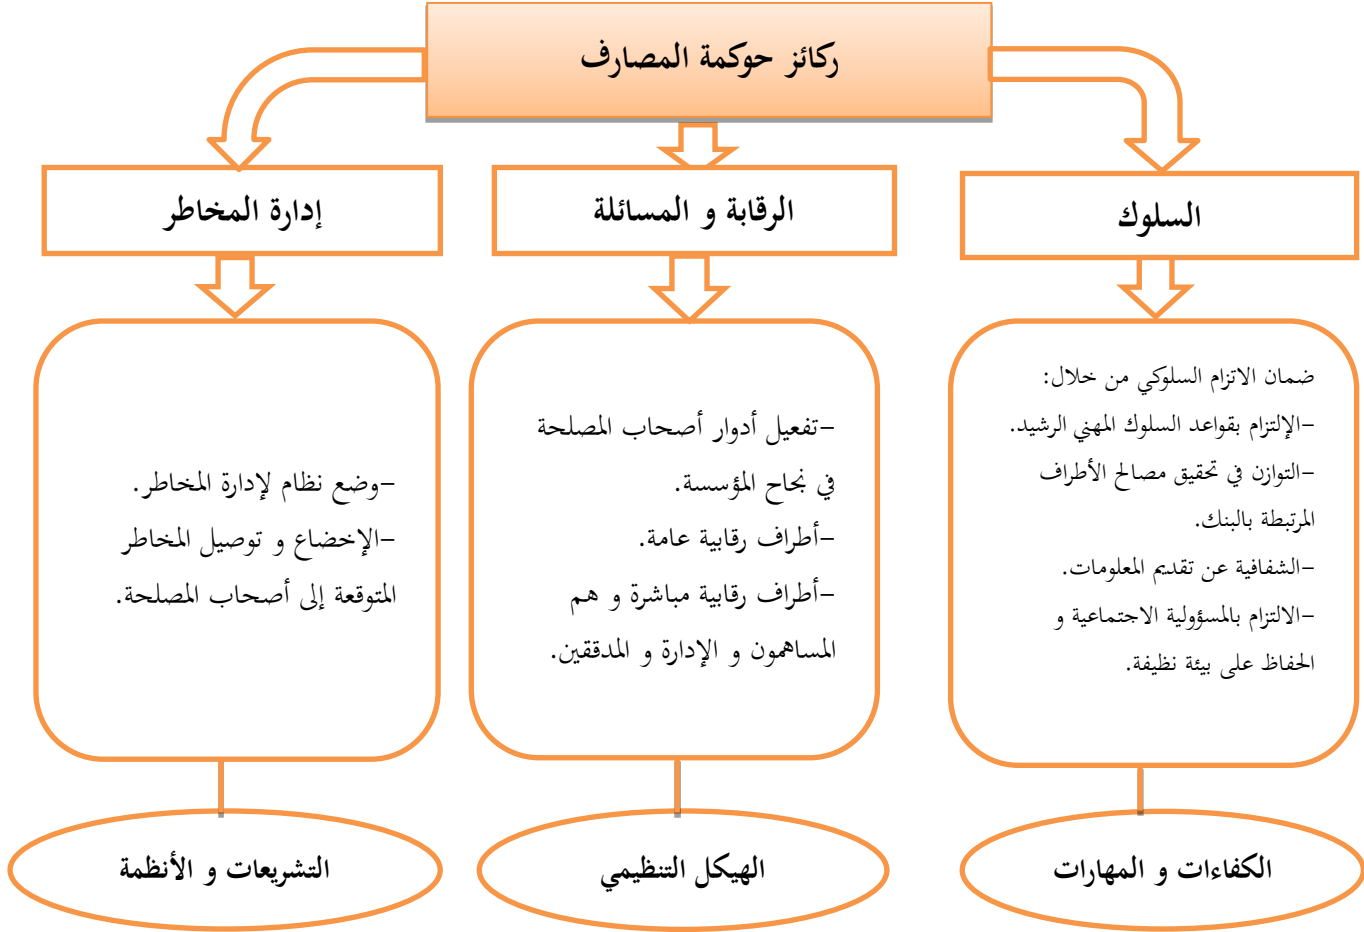 ركائز حوكمة المصارف
السلوك
الرقابة و المسائلة
إدارة المخاطر
ضمان الاتزام السلوكي من خلال:
-الإلتزام بقواعد السلوك المهني الرشيد.
-التوازن في تحقيق مصالح الأطراف
المرتبطة بالبنك.
-الشفافية عن تقديم المعلومات.
-الالتزام بالمسؤولية الاجتماعية و
الحفاظ على بيئة نظيفة.
-تفعيل أدوار أصحاب المصلحة
في نجاح المؤسسة.
-أطراف رقابية عامة.
-أطراف رقابية مباشرة و هم
المساهمون و الإدارة و المدققين.
-وضع نظام لإدارة المخاطر.
-الإخضاع و توصيل المخاطر
المتوقعة إلى أصحاب المصلحة.
الكفاءات و المهارات
الهيكل التنظيمي
التشريعات و الأنظمة